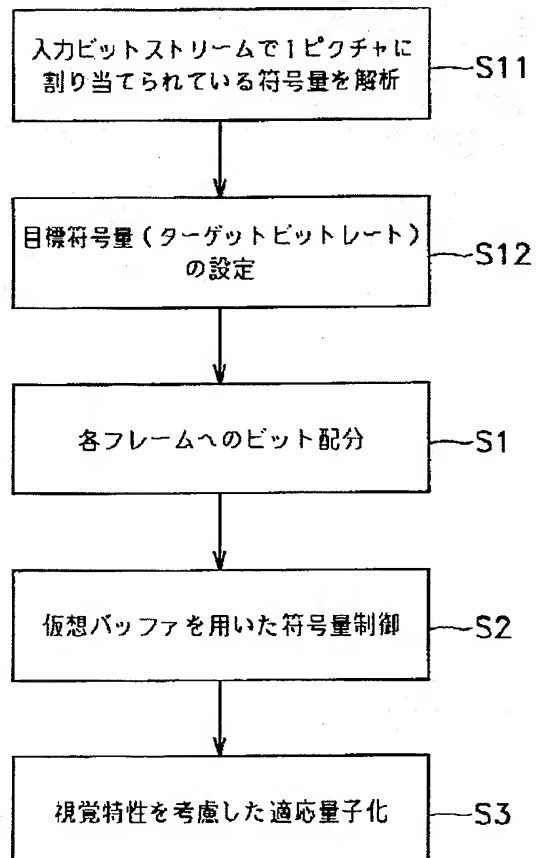 入力ビットストリームで1ピクチャに
割り当てられている符号量を解析
S11
目標符号量(ターゲットビットレート)
の設定
S12
各フレームへのビット配分
S1
仮想バッファを用いた符号量制御
S2
視覚特性を考慮した適応量子化
S3